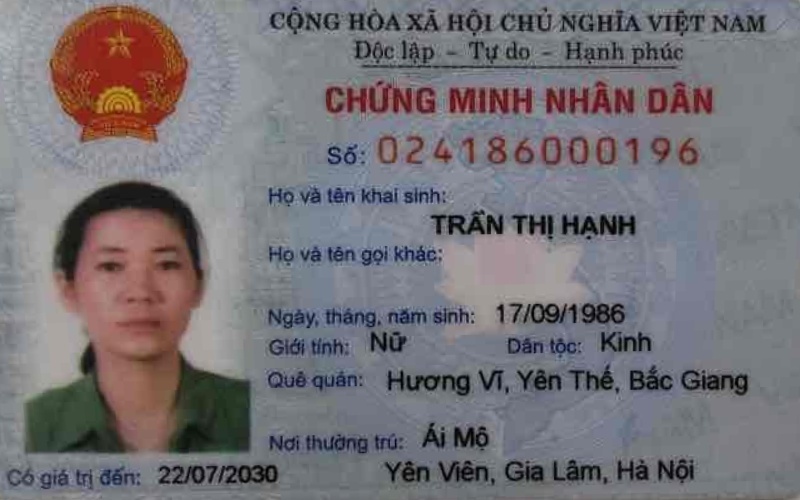 CỘNG HÒA XÃ HỘI CHỦ NGHĨA VIỆT NAM
Độc lập - Tự do - Hạnh phúc
CHỨNG MINH NHÂN DÂN
Số: 024186000196
Họ và tên khai sinh:
TRẦN THỊ HẠNH
Họ và tên gọi khác:
Ngày, tháng, năm sinh: 17/09/1986
Giới tính: Nữ Dân tộc: Kinh
Quê quán: Hương Vĩ, Yên Thế, Bắc Giang
Nơi thường trú: Ái Mộ
Yên Viên, Gia Lâm, Hà Nội
Có giá trị đến: 22/07/2030